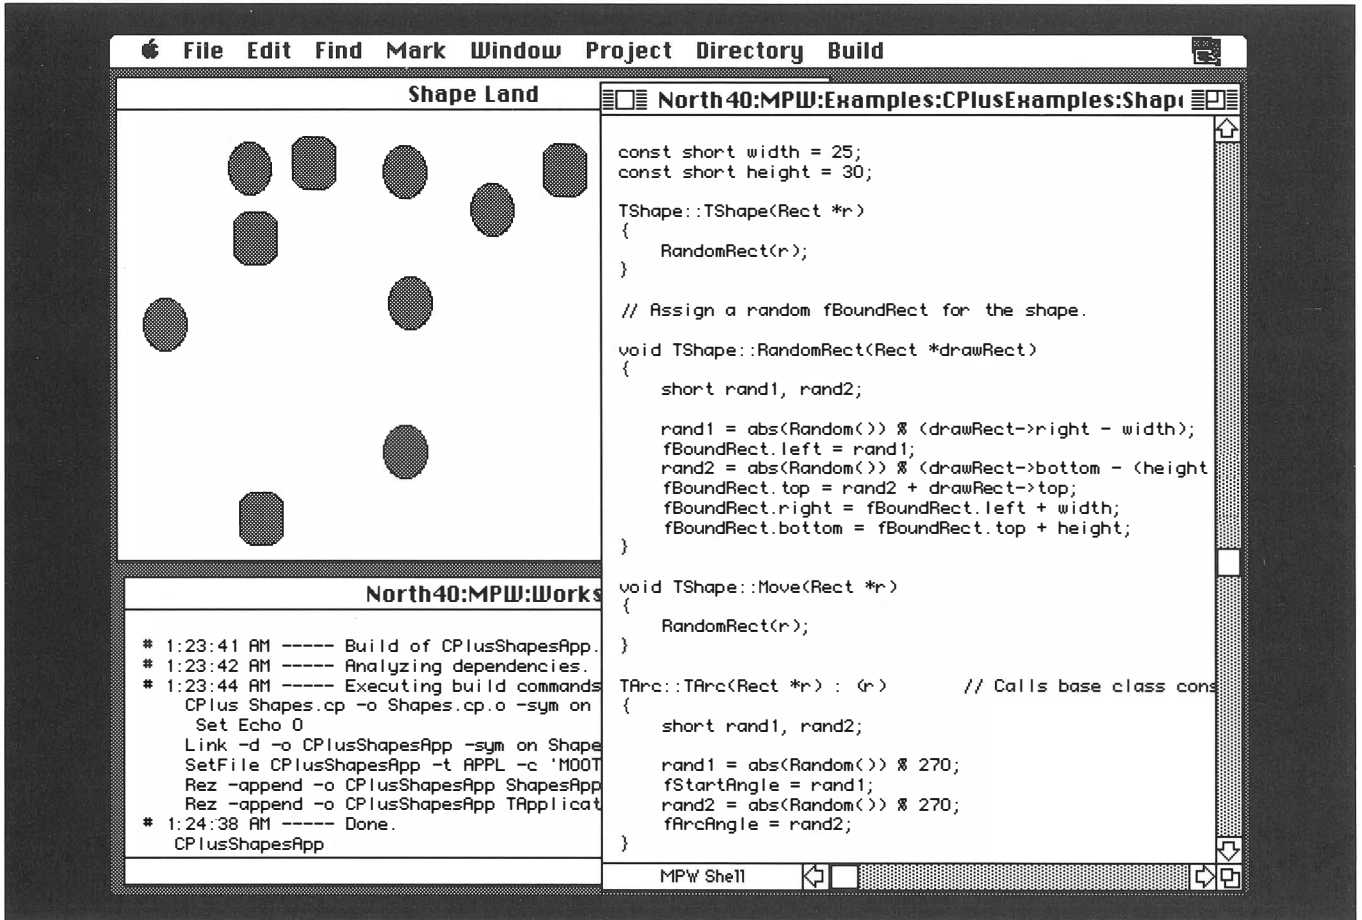 File Edit Find Mark Window Project Directory Build
Shape Land
North40:MPW:Examples:CPlusExamples:Shap
const short width = 25;
const short height = 30;
TShape::TShape(Rect *r)
{
RandomRect(r);
}
// Assign a random fBoundRect for the shape.
void TShape::RandomRect(Rect *drawRect)
{
short rand1, rand2;
rand1 = abs(Random()) % (drawRect->right - width);
fBoundRect.left = rand1;
rand2 = abs(Random()) % (drawRect->bottom - (height
fBoundRect.top = rand2 + drawRect->top;
fBoundRect.right = fBoundRect.left + width;
fBoundRect.bottom = fBoundRect.top + height;
}
void TShape::Move(Rect *r)
{
RandomRect(r);
}
TArc::TArc(Rect *r) : (r) // Calls base class cons
{
short rand1, rand2;
rand1 = abs(Random()) % 270;
fStartAngle = rand1;
rand2 = abs(Random()) % 270;
fArcAngle = rand2;
}
MPW Shell
North40:MPW:Works
# 1:23:41 AM ----- Build of CPlusShapesApp.
# 1:23:42 AM ----- Analyzing dependencies.
# 1:23:44 AM ----- Executing build commands
CPlus Shapes.cp -o Shapes.cp.o -sym on
Set Echo 0
Link -d -o CPlusShapesApp -sym on Shape
SetFile CPlusShapesApp -t APPL -c 'MOOT
Rez -append -o CPlusShapesApp ShapesApp
Rez -append -o CPlusShapesApp TApplicat
# 1:24:38 AM ----- Done.
CPlusShapesApp